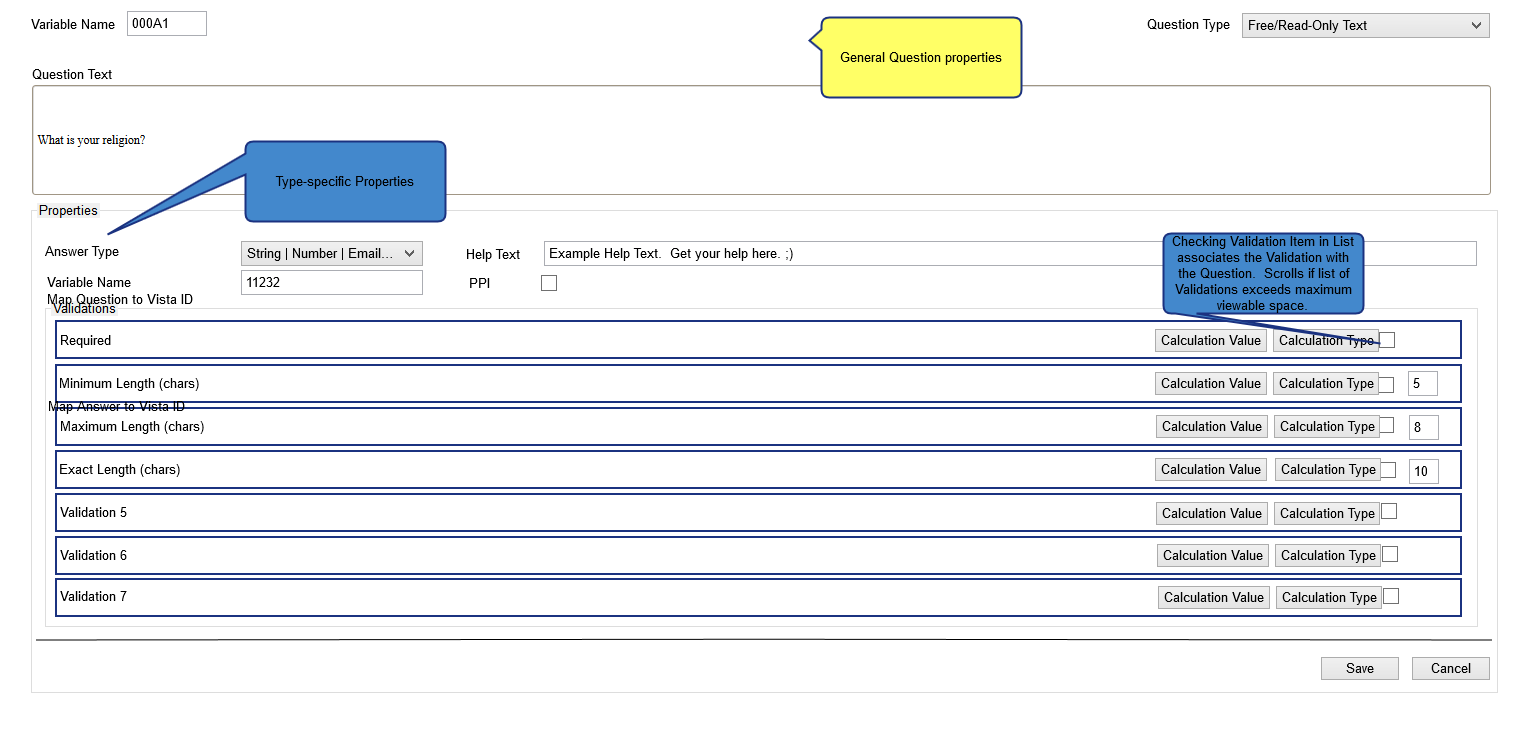 Variable Name 000A1
General Question properties
Question Type Free/Read-Only Text
Question Text
What is your religion?
Type-specific Properties
Properties
Answer Type String | Number | Email... Help Text Example Help Text.  Get your help here. ;)
Checking Validation Item in List
associates the Validation with
the Question.  Scrolls if list of
Validations exceeds maximum
viewable space.
Variable Name 11232 PPI
Map Question to Vista ID
Validations
Required Calculation Value Calculation Type
Minimum Length (chars) Calculation Value Calculation Type 5
Map Answer to Vista ID
Maximum Length (chars) Calculation Value Calculation Type 8
Exact Length (chars) Calculation Value Calculation Type 10
Validation 5 Calculation Value Calculation Type
Validation 6 Calculation Value Calculation Type
Validation 7 Calculation Value Calculation Type
Save Cancel